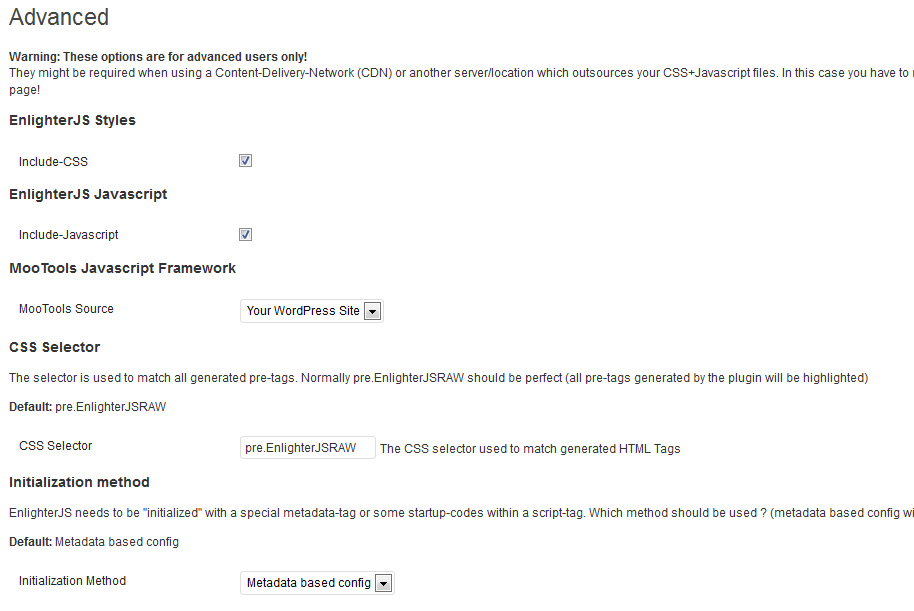 Advanced
Warning: These options are for advanced users only!
They might be required when using a Content-Delivery-Network (CDN) or another server/location which outsources your CSS+Javascript files. In this case you have to
page!
EnlighterJS Styles
Include-CSS
EnlighterJS Javascript
Include-Javascript
MooTools Javascript Framework
MooTools Source Your WordPress Site
CSS Selector
The selector is used to match all generated pre-tags. Normally pre.EnlighterJSRAW should be perfect (all pre-tags generated by the plugin will be highlighted)
Default: pre.EnlighterJSRAW
CSS Selector pre.EnlighterJSRAW The CSS selector used to match generated HTML Tags
Initialization method
EnlighterJS needs to be "initialized" with a special metadata-tag or some startup-codes within a script-tag. Which method should be used ? (metadata based config wi
Default: Metadata based config
Initialization Method Metadata based config